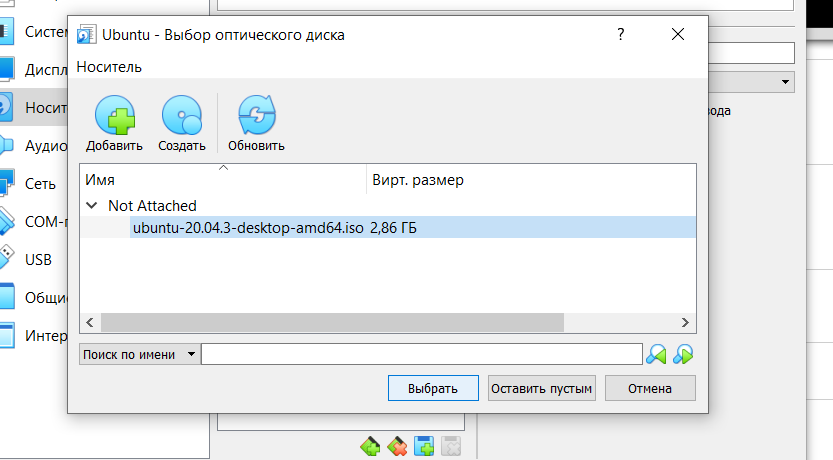 Ubuntu - Выбор оптического диска
?
Носитель
Добавить Создать Обновить
Имя Вирт. размер
Not Attached
ubuntu-20.04.3-desktop-amd64.iso 2,86 ГБ
Поиск по имени
Выбрать Оставить пустым Отмена
Систем
Диспл
Носит
Аудио
Сеть
COM-п
USB
Общи
Интер
вода